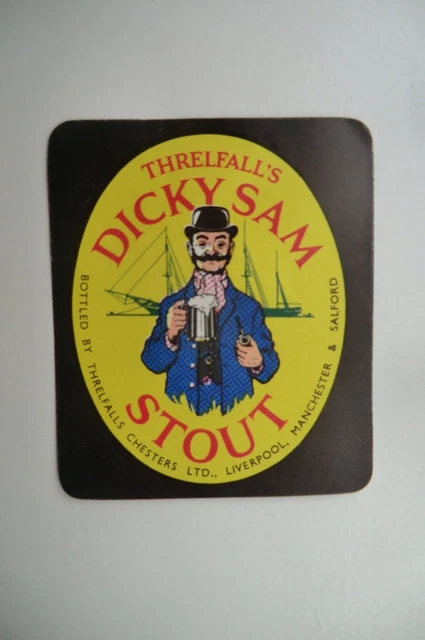 THRELFALL'S
DICKY SAM
STOUT
BOTTLED BY THRELFALLS CHESTERS LTD., LIVERPOOL, MANCHESTER & SALFORD